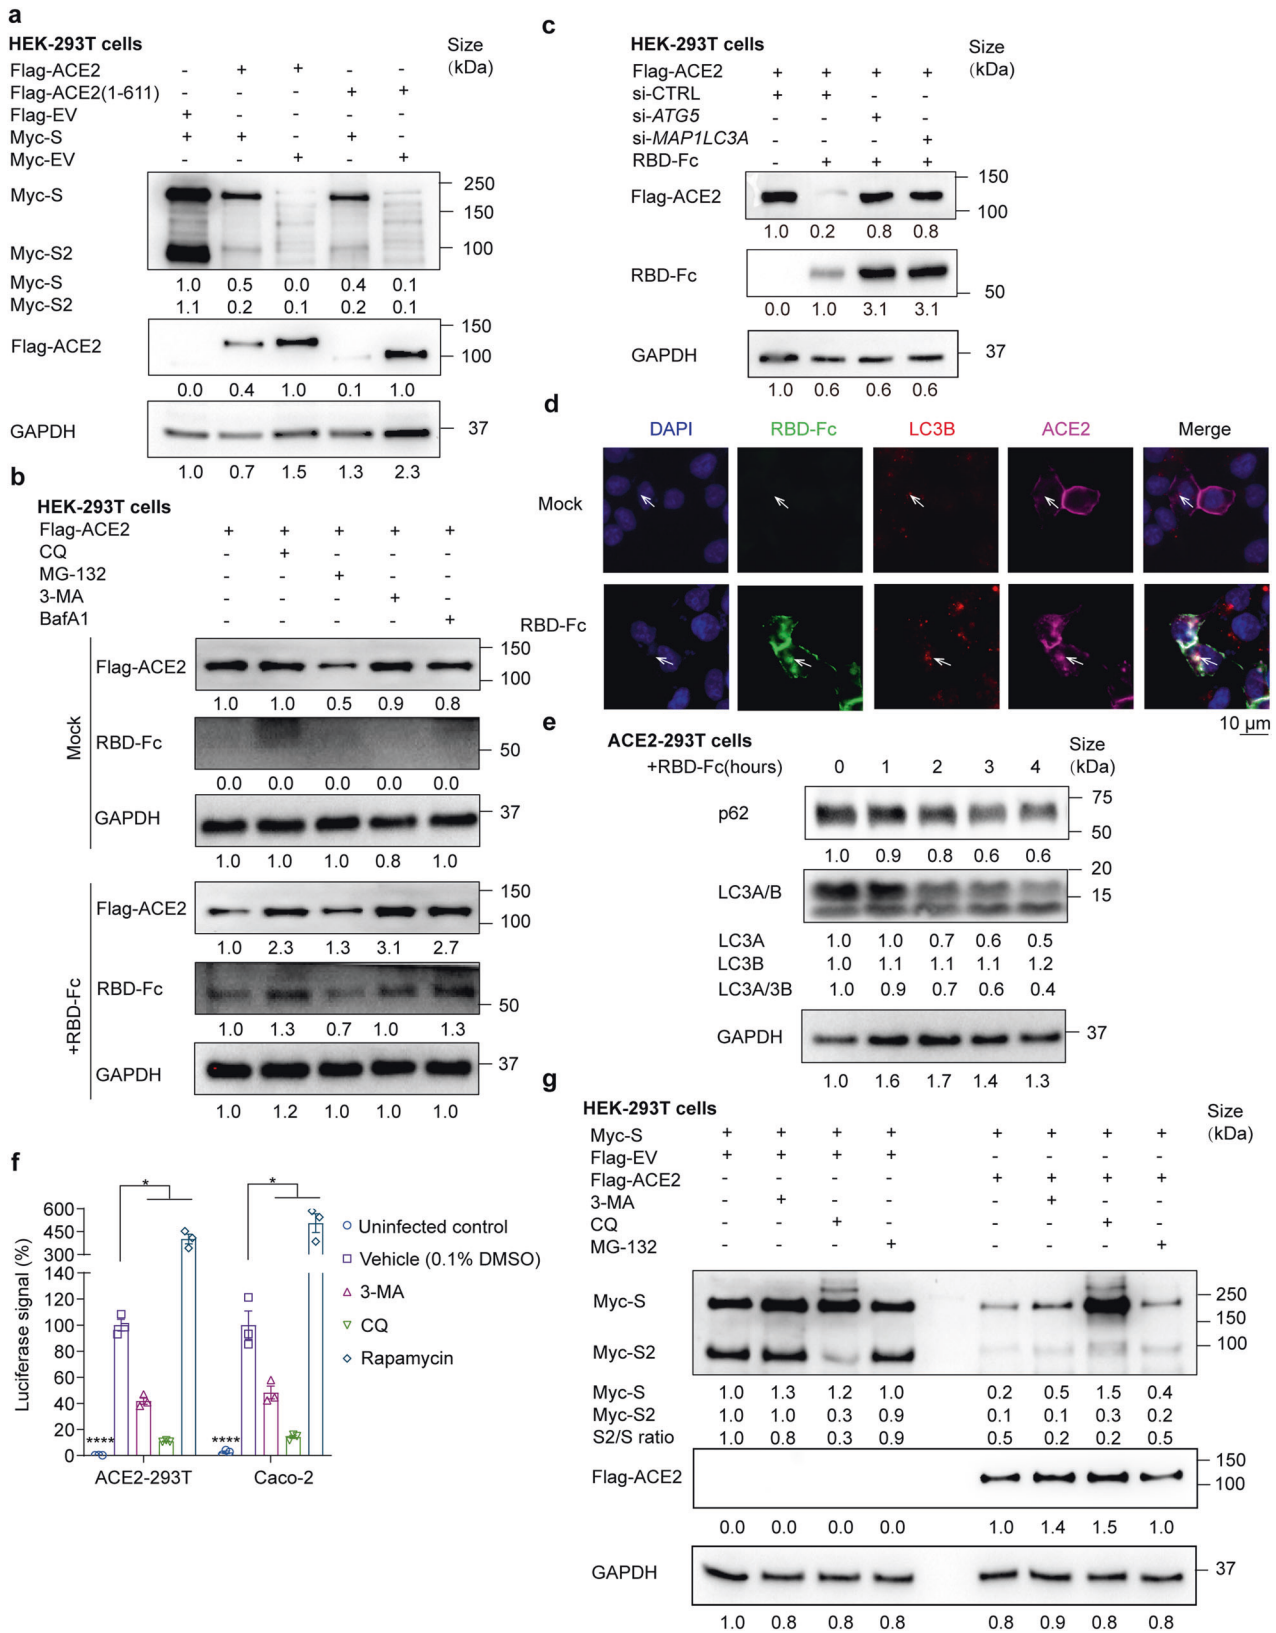 a
HEK-293T cells
Size
(kDa)
Flag-ACE2 - + + - -
Flag-ACE2(1-611) - - - + +
Flag-EV + - - - -
Myc-S + + - + -
Myc-EV - - + - +
Myc-S
250
150
Myc-S2
100
Myc-S 1.0 0.5 0.0 0.4 0.1
Myc-S2 1.1 0.2 0.1 0.2 0.1
Flag-ACE2
150
100
0.0 0.4 1.0 0.1 1.0
GAPDH
37
1.0 0.7 1.5 1.3 2.3
b
HEK-293T cells
Flag-ACE2 + + + + +
CQ - + - - -
MG-132 - - + - -
3-MA - - - + -
BafA1 - - - - +
Mock
Flag-ACE2
150
100
1.0 1.0 0.5 0.9 0.8
RBD-Fc
50
0.0 0.0 0.0 0.0 0.0
GAPDH
37
1.0 1.0 1.0 0.8 1.0
+RBD-Fc
Flag-ACE2
150
100
1.0 2.3 1.3 3.1 2.7
RBD-Fc
50
1.0 1.3 0.7 1.0 1.3
GAPDH
37
1.0 1.2 1.0 1.0 1.0
c
HEK-293T cells
Size
(kDa)
Flag-ACE2 + + + +
si-CTRL + + - -
si-ATG5 - - + -
si-MAP1LC3A - - - +
RBD-Fc - + + +
Flag-ACE2
150
100
1.0 0.2 0.8 0.8
RBD-Fc
50
0.0 1.0 3.1 3.1
GAPDH
37
1.0 0.6 0.6 0.6
d
DAPI RBD-Fc LC3B ACE2 Merge
Mock
RBD-Fc
10 μm
e
ACE2-293T cells
Size
(kDa)
+RBD-Fc(hours) 0 1 2 3 4
p62
75
50
1.0 0.9 0.8 0.6 0.6
LC3A/B
20
15
LC3A 1.0 1.0 0.7 0.6 0.5
LC3B 1.0 1.1 1.1 1.1 1.2
LC3A/3B 1.0 0.9 0.7 0.6 0.4
GAPDH
37
1.0 1.6 1.7 1.4 1.3
f
Luciferase signal (%)
600
450
300
140
120
100
80
60
40
20
0
* *
**** ****
ACE2-293T Caco-2
Uninfected control
Vehicle (0.1% DMSO)
3-MA
CQ
Rapamycin
g
HEK-293T cells
Size
(kDa)
Myc-S + + + + + + + +
Flag-EV + + + + - - - -
Flag-ACE2 - - - - + + + +
3-MA - + - - - + - -
CQ - - + - - - + -
MG-132 - - - + - - - +
Myc-S
250
150
Myc-S2
100
Myc-S 1.0 1.3 1.2 1.0 0.2 0.5 1.5 0.4
Myc-S2 1.0 1.0 0.3 0.9 0.1 0.1 0.3 0.2
S2/S ratio 1.0 0.8 0.3 0.9 0.5 0.2 0.2 0.5
Flag-ACE2
150
100
0.0 0.0 0.0 0.0 1.0 1.4 1.5 1.0
GAPDH
37
1.0 0.8 0.8 0.8 0.8 0.9 0.8 0.8